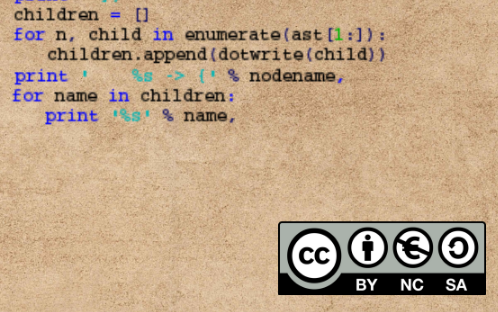 children = []
for n, child in enumerate(ast[1:]):
    children.append(dotwrite(child))
print '    %s -> {' % nodename,
for name in children:
    print '%s' % name,
cc
BY NC SA